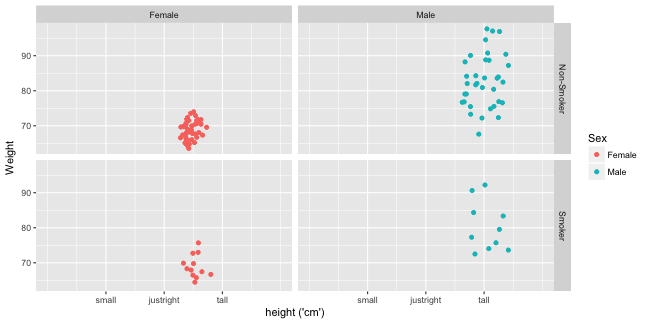 Female
Male
90
80
70
Non-Smoker
90
80
70
Smoker
Weight
small
justright
tall
small
justright
tall
height ('cm')
Sex
Female
Male